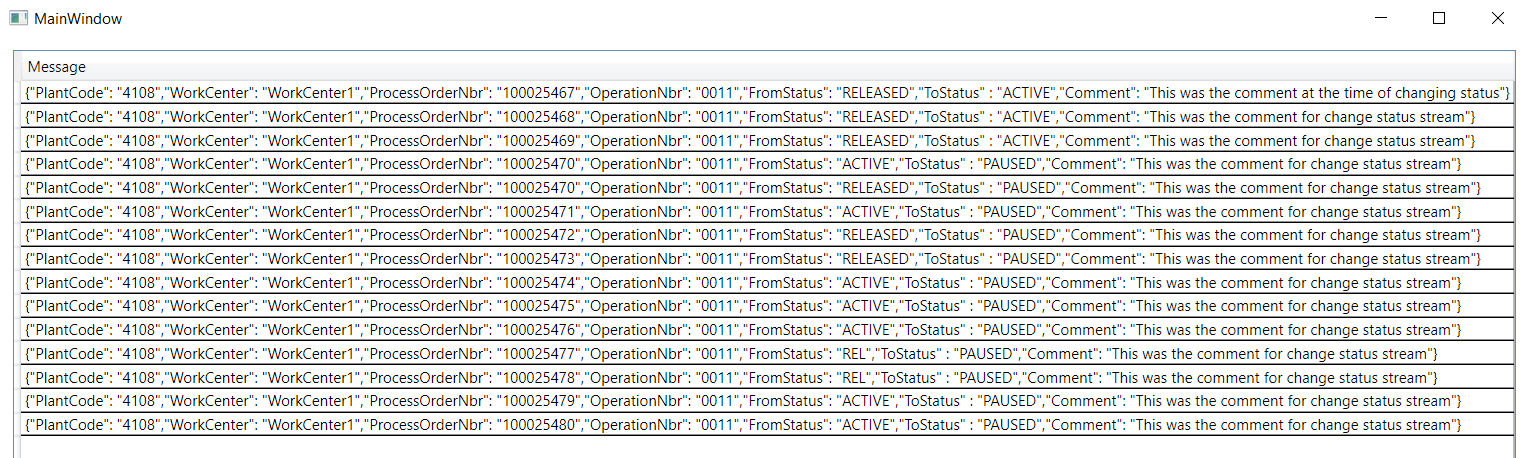 MainWindow
Message
{"PlantCode": "4108","WorkCenter": "WorkCenter1","ProcessOrderNbr": "100025467","OperationNbr": "0011","FromStatus": "RELEASED","ToStatus" : "ACTIVE","Comment": "This was the comment at the time of changing status"}
{"PlantCode": "4108","WorkCenter": "WorkCenter1","ProcessOrderNbr": "100025468","OperationNbr": "0011","FromStatus": "RELEASED","ToStatus" : "ACTIVE","Comment": "This was the comment for change status stream"}
{"PlantCode": "4108","WorkCenter": "WorkCenter1","ProcessOrderNbr": "100025469","OperationNbr": "0011","FromStatus": "RELEASED","ToStatus" : "ACTIVE","Comment": "This was the comment for change status stream"}
{"PlantCode": "4108","WorkCenter": "WorkCenter1","ProcessOrderNbr": "100025470","OperationNbr": "0011","FromStatus": "ACTIVE","ToStatus" : "PAUSED","Comment": "This was the comment for change status stream"}
{"PlantCode": "4108","WorkCenter": "WorkCenter1","ProcessOrderNbr": "100025470","OperationNbr": "0011","FromStatus": "RELEASED","ToStatus" : "PAUSED","Comment": "This was the comment for change status stream"}
{"PlantCode": "4108","WorkCenter": "WorkCenter1","ProcessOrderNbr": "100025471","OperationNbr": "0011","FromStatus": "ACTIVE","ToStatus" : "PAUSED","Comment": "This was the comment for change status stream"}
{"PlantCode": "4108","WorkCenter": "WorkCenter1","ProcessOrderNbr": "100025472","OperationNbr": "0011","FromStatus": "RELEASED","ToStatus" : "PAUSED","Comment": "This was the comment for change status stream"}
{"PlantCode": "4108","WorkCenter": "WorkCenter1","ProcessOrderNbr": "100025473","OperationNbr": "0011","FromStatus": "RELEASED","ToStatus" : "PAUSED","Comment": "This was the comment for change status stream"}
{"PlantCode": "4108","WorkCenter": "WorkCenter1","ProcessOrderNbr": "100025474","OperationNbr": "0011","FromStatus": "ACTIVE","ToStatus" : "PAUSED","Comment": "This was the comment for change status stream"}
{"PlantCode": "4108","WorkCenter": "WorkCenter1","ProcessOrderNbr": "100025475","OperationNbr": "0011","FromStatus": "ACTIVE","ToStatus" : "PAUSED","Comment": "This was the comment for change status stream"}
{"PlantCode": "4108","WorkCenter": "WorkCenter1","ProcessOrderNbr": "100025476","OperationNbr": "0011","FromStatus": "ACTIVE","ToStatus" : "PAUSED","Comment": "This was the comment for change status stream"}
{"PlantCode": "4108","WorkCenter": "WorkCenter1","ProcessOrderNbr": "100025477","OperationNbr": "0011","FromStatus": "REL","ToStatus" : "PAUSED","Comment": "This was the comment for change status stream"}
{"PlantCode": "4108","WorkCenter": "WorkCenter1","ProcessOrderNbr": "100025478","OperationNbr": "0011","FromStatus": "REL","ToStatus" : "PAUSED","Comment": "This was the comment for change status stream"}
{"PlantCode": "4108","WorkCenter": "WorkCenter1","ProcessOrderNbr": "100025479","OperationNbr": "0011","FromStatus": "ACTIVE","ToStatus" : "PAUSED","Comment": "This was the comment for change status stream"}
{"PlantCode": "4108","WorkCenter": "WorkCenter1","ProcessOrderNbr": "100025480","OperationNbr": "0011","FromStatus": "ACTIVE","ToStatus" : "PAUSED","Comment": "This was the comment for change status stream"}